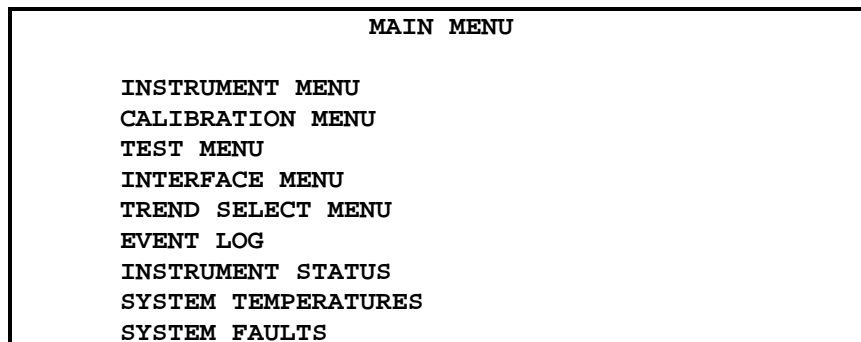 MAIN MENU
INSTRUMENT MENU
CALIBRATION MENU
TEST MENU
INTERFACE MENU
TREND SELECT MENU
EVENT LOG
INSTRUMENT STATUS
SYSTEM TEMPERATURES
SYSTEM FAULTS